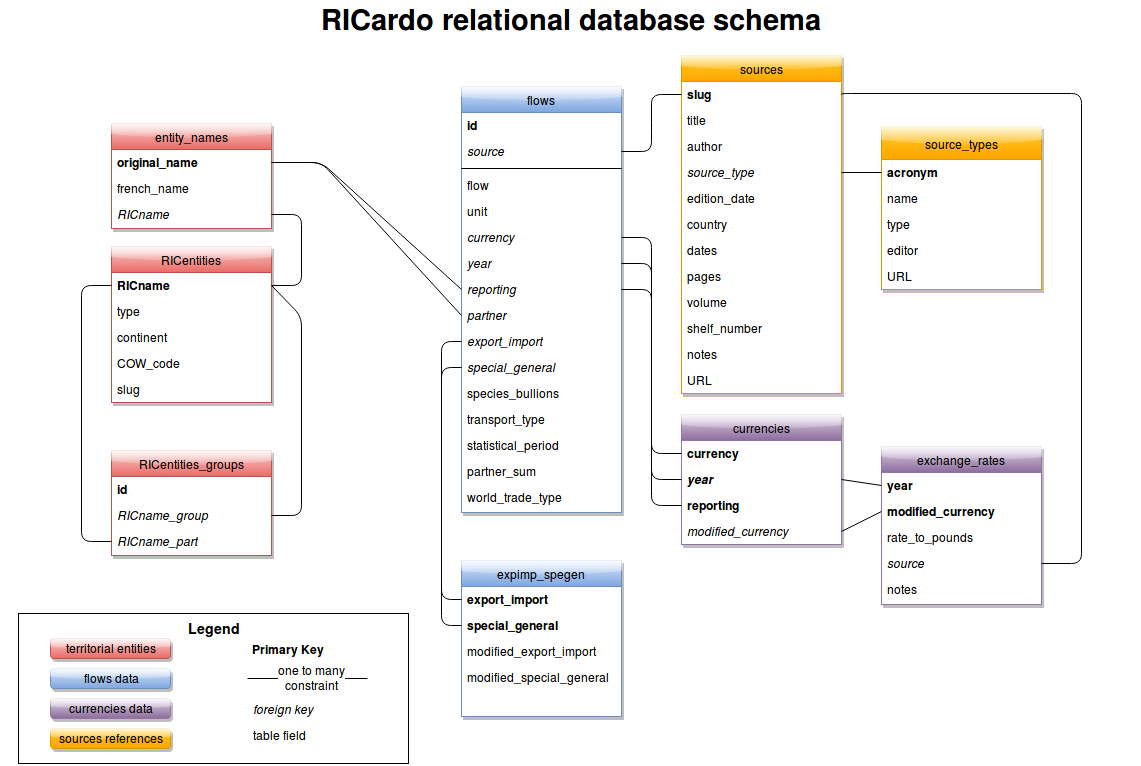 RICardo relational database schema
entity_names
original_name
french_name
RICname
RICentities
RICname
type
continent
COW_code
slug
RICentities_groups
id
RICname_group
RICname_part
flows
id
source
flow
unit
currency
year
reporting
partner
export_import
special_general
species_bullions
transport_type
statistical_period
partner_sum
world_trade_type
expimp_spegen
export_import
special_general
modified_export_import
modified_special_general
sources
slug
title
author
source_type
edition_date
country
dates
pages
volume
shelf_number
notes
URL
source_types
acronym
name
type
editor
URL
currencies
currency
year
reporting
modified_currency
exchange_rates
year
modified_currency
rate_to_pounds
source
notes
Legend
territorial entities
flows data
currencies data
sources references
Primary Key
one to many
constraint
foreign key
table field